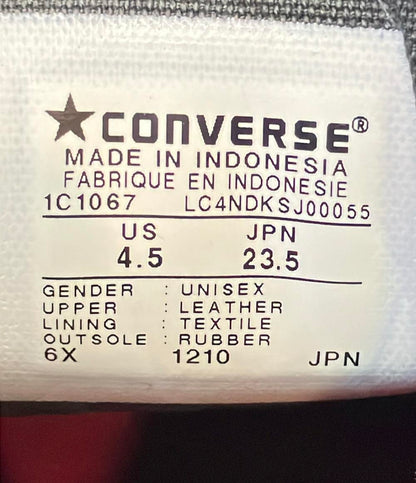 ★CONVERSE®
MADE IN INDONESIA
FABRIQUE EN INDONESIE
1C1067 LC4NDKSJ00055
US JPN
4.5 23.5
GENDER : UNISEX
UPPER : LEATHER
LINING : TEXTILE
OUTSOLE : RUBBER
6X 1210 JPN